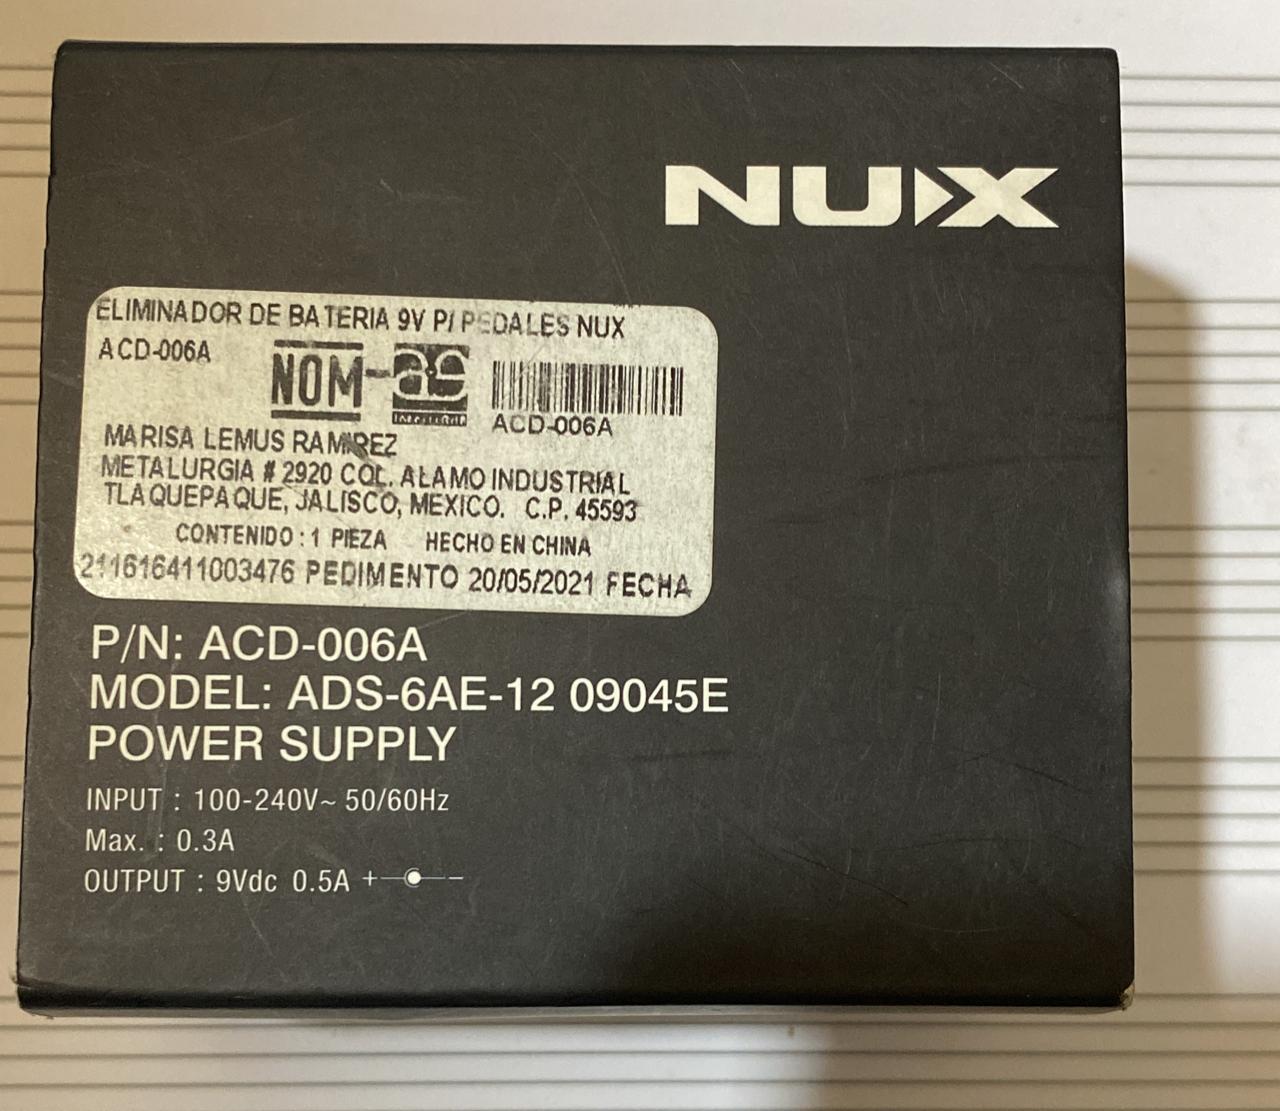 NUX
ELIMINADOR DE BATERIA 9V P/ PEDALES NUX
ACD-006A
NOM-
ACD-006A
MARISA LEMUS RAMIREZ
METALURGIA # 2920 COL. ALAMO INDUSTRIAL
TLAQUEPAQUE, JALISCO, MEXICO. C.P. 45593
CONTENIDO : 1 PIEZA HECHO EN CHINA
211616411003476 PEDIMENTO 20/05/2021 FECHA
P/N: ACD-006A
MODEL: ADS-6AE-12 09045E
POWER SUPPLY
INPUT : 100-240V~ 50/60Hz
Max. : 0.3A
OUTPUT : 9Vdc 0.5A + -